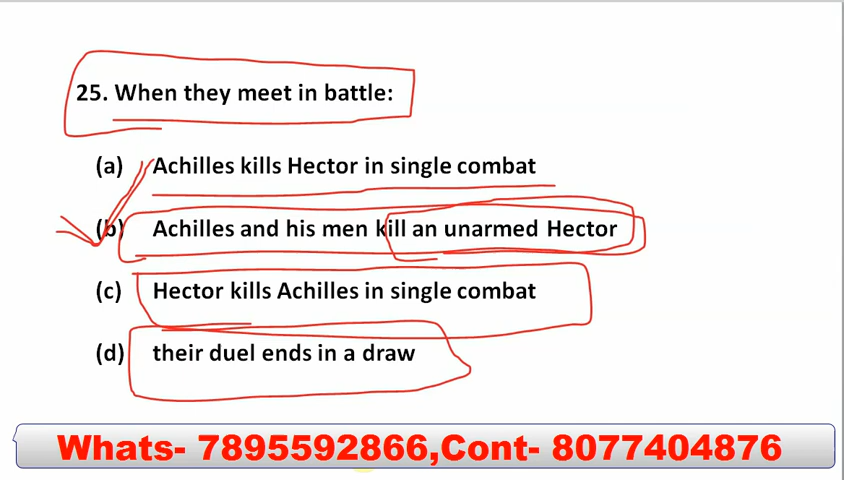 25. When they meet in battle:
(a) Achilles kills Hector in single combat
(b) Achilles and his men kill an unarmed Hector
(c) Hector kills Achilles in single combat
(d) their duel ends in a draw
Whats- 7895592866,Cont- 8077404876